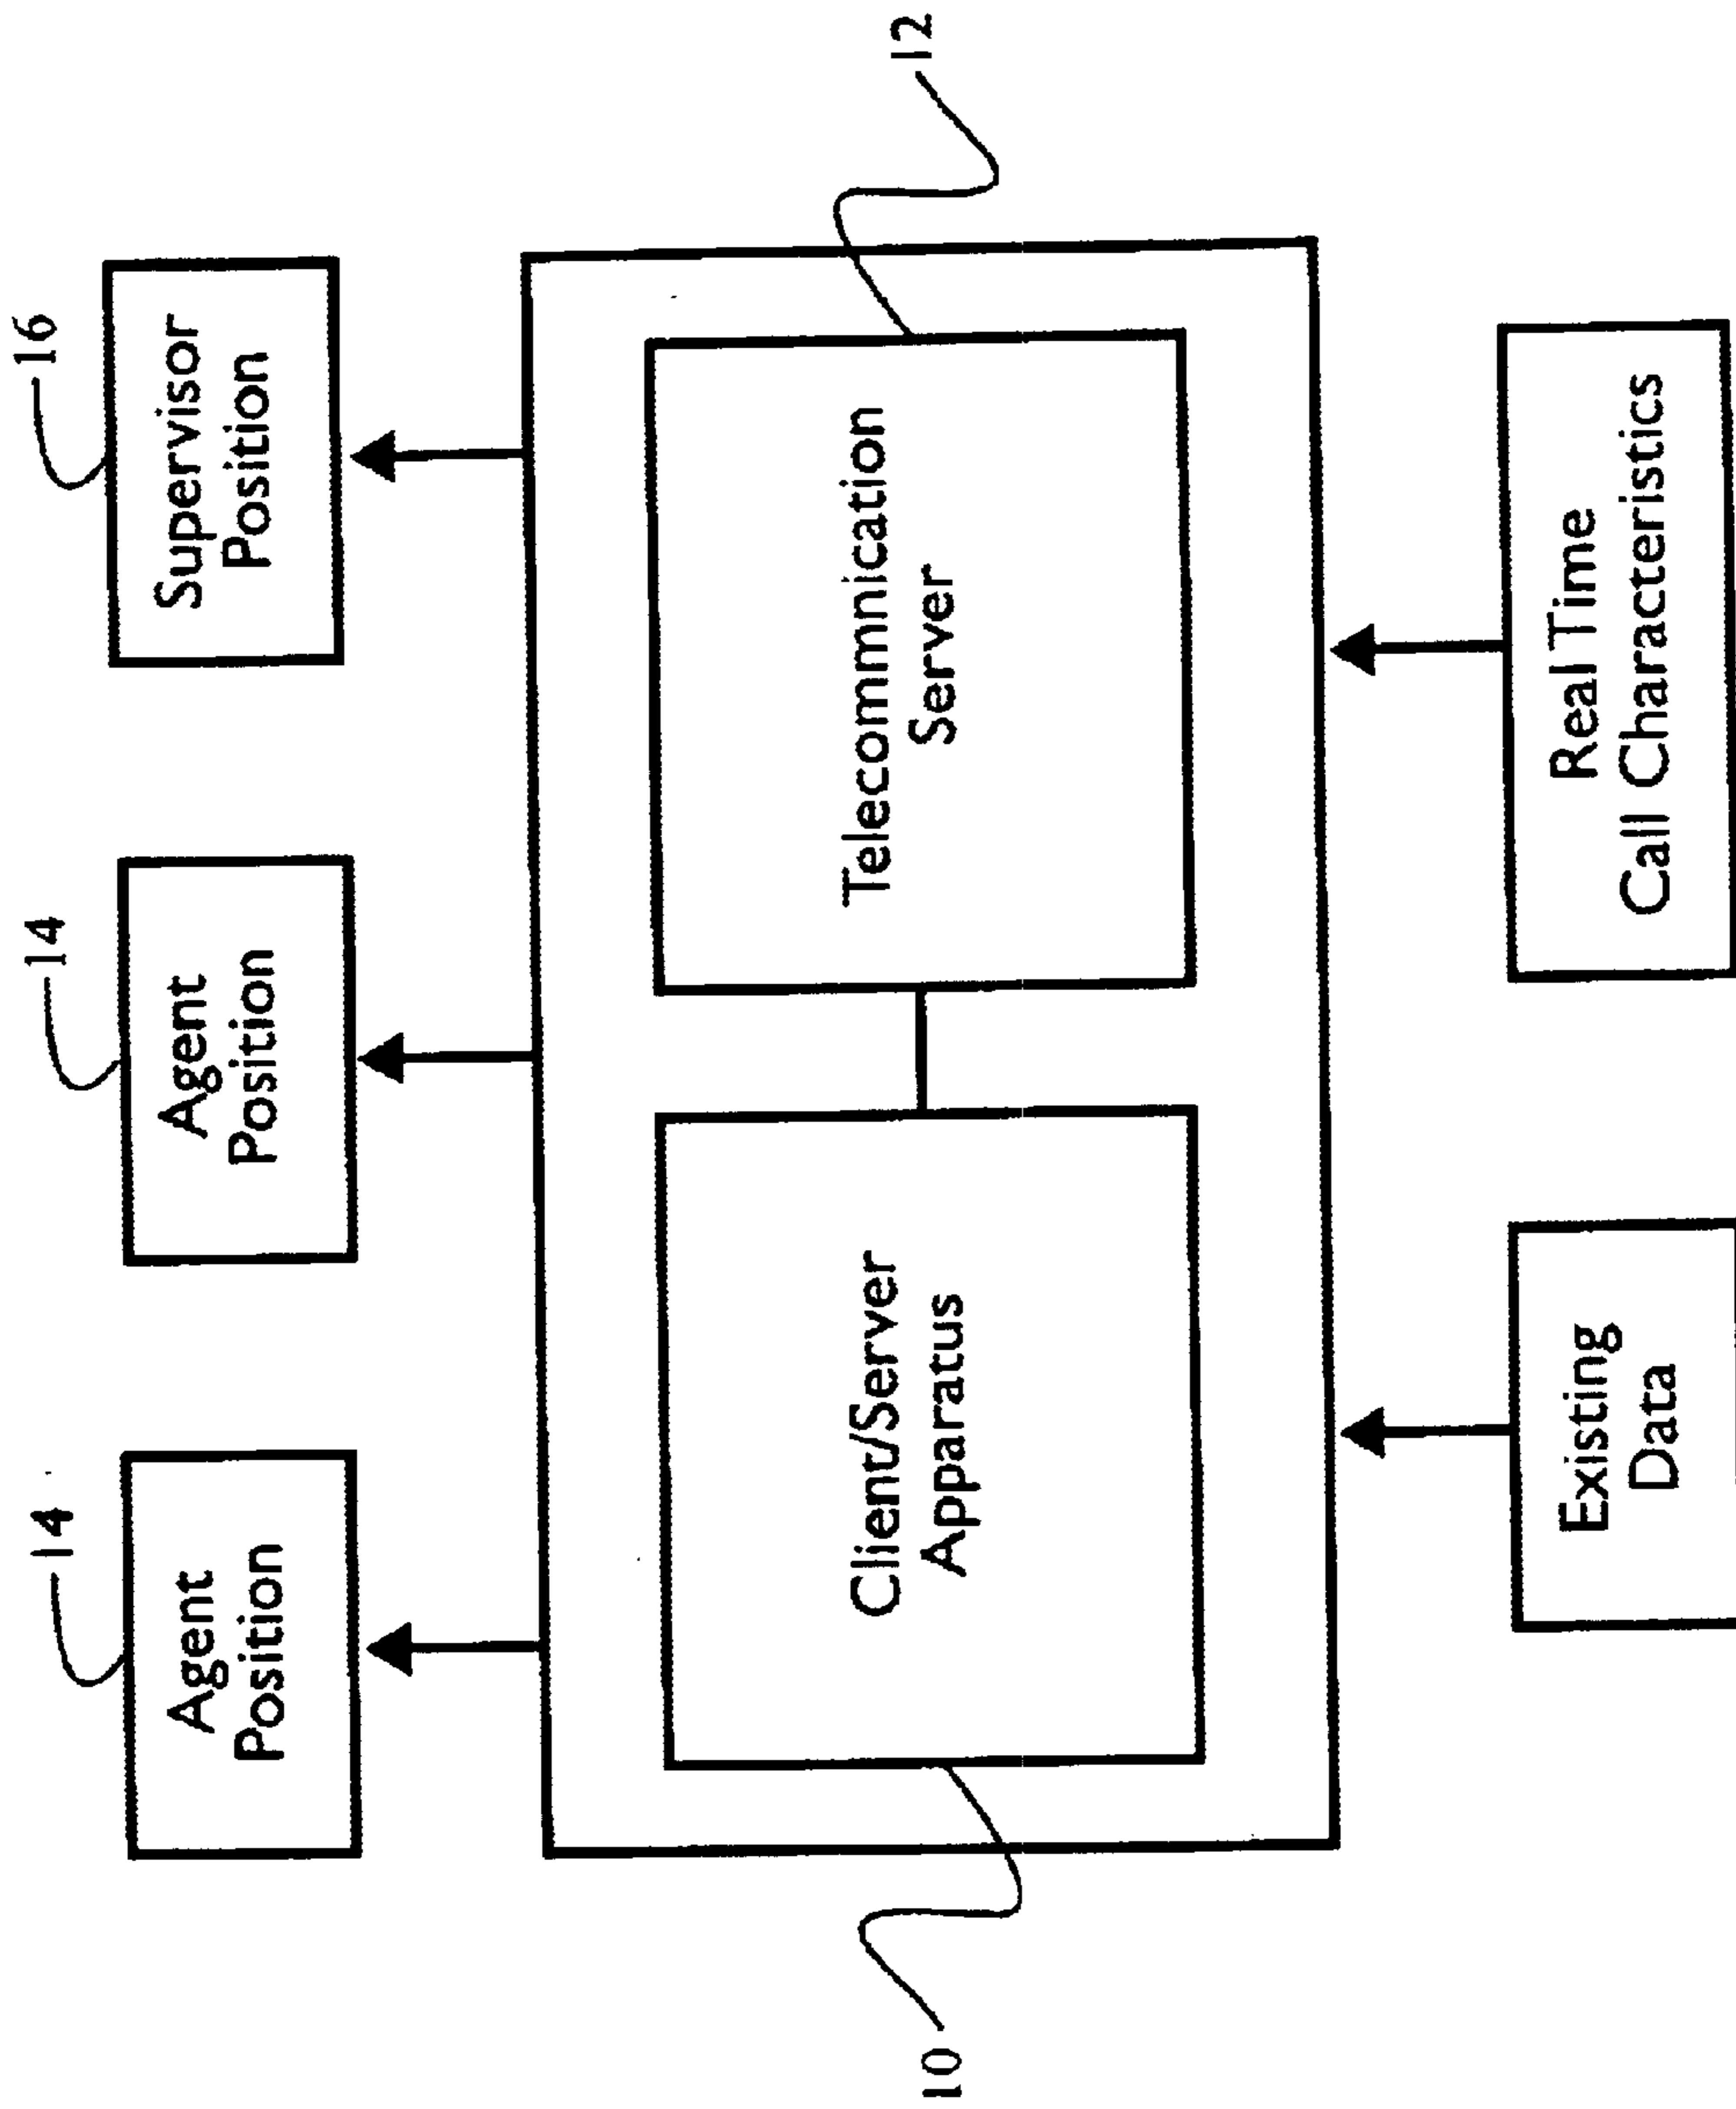 14
Agent
Position
14
Agent
Position
16
Supervisor
Position
10
Client/Server
Apparatus
Telecommnication
Server
12
Existing
Data
Real Time
Call Characteristics